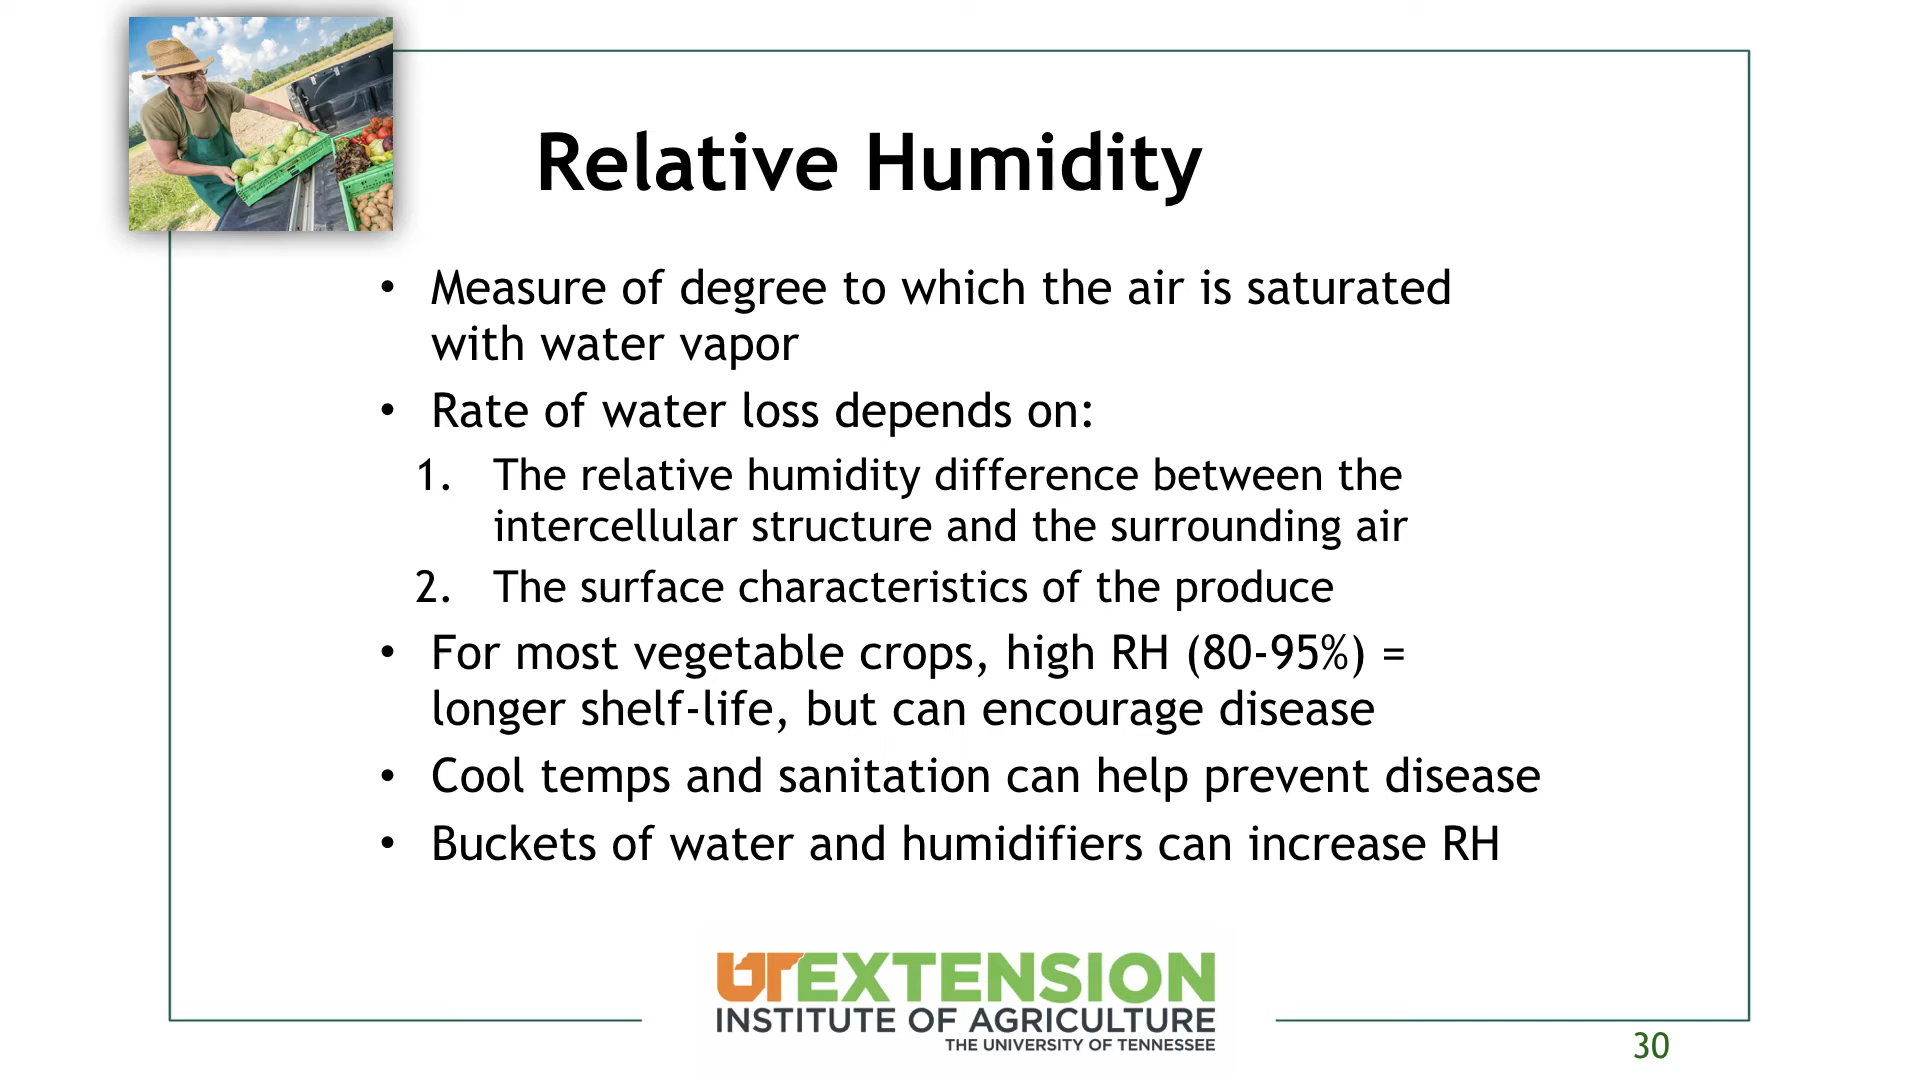 Relative Humidity
• Measure of degree to which the air is saturated
with water vapor
• Rate of water loss depends on:
1. The relative humidity difference between the
intercellular structure and the surrounding air
2. The surface characteristics of the produce
• For most vegetable crops, high RH (80-95%) =
longer shelf-life, but can encourage disease
• Cool temps and sanitation can help prevent disease
• Buckets of water and humidifiers can increase RH
UTEXTENSION
INSTITUTE OF AGRICULTURE
THE UNIVERSITY OF TENNESSEE
30